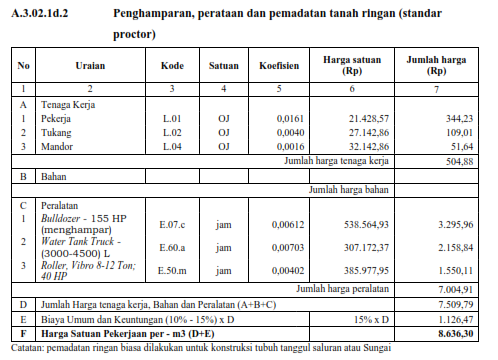 A.3.02.1d.2 Penghamparan, perataan dan pemadatan tanah ringan (standar
proctor)
No Uraian Kode Satuan Koefisien Harga satuan (Rp) Jumlah harga (Rp)
1 2 3 4 5 6 7
A Tenaga Kerja
1 Pekerja L.01 OJ 0,0161 21.428,57 344,23
2 Tukang L.02 OJ 0,0040 27.142,86 109,01
3 Mandor L.04 OJ 0,0016 32.142,86 51,64
Jumlah harga tenaga kerja 504,88
B Bahan
Jumlah harga bahan
C Peralatan
1 Bulldozer - 155 HP (menghampar) E.07.c jam 0,00612 538.564,93 3.295,96
2 Water Tank Truck - (3000-4500) L E.60.a jam 0,00703 307.172,37 2.158,84
3 Roller, Vibro 8-12 Ton; 40 HP E.50.m jam 0,00402 385.977,95 1.550,11
Jumlah harga peralatan 7.004,91
D Jumlah Harga tenaga kerja, Bahan dan Peralatan (A+B+C) 7.509,79
E Biaya Umum dan Keuntungan (10% - 15%) x D 15% x D 1.126,47
F Harga Satuan Pekerjaan per - m3 (D+E) 8.636,30
Catatan: pemadatan ringan biasa dilakukan untuk konstruksi tubuh tanggul saluran atau Sungai